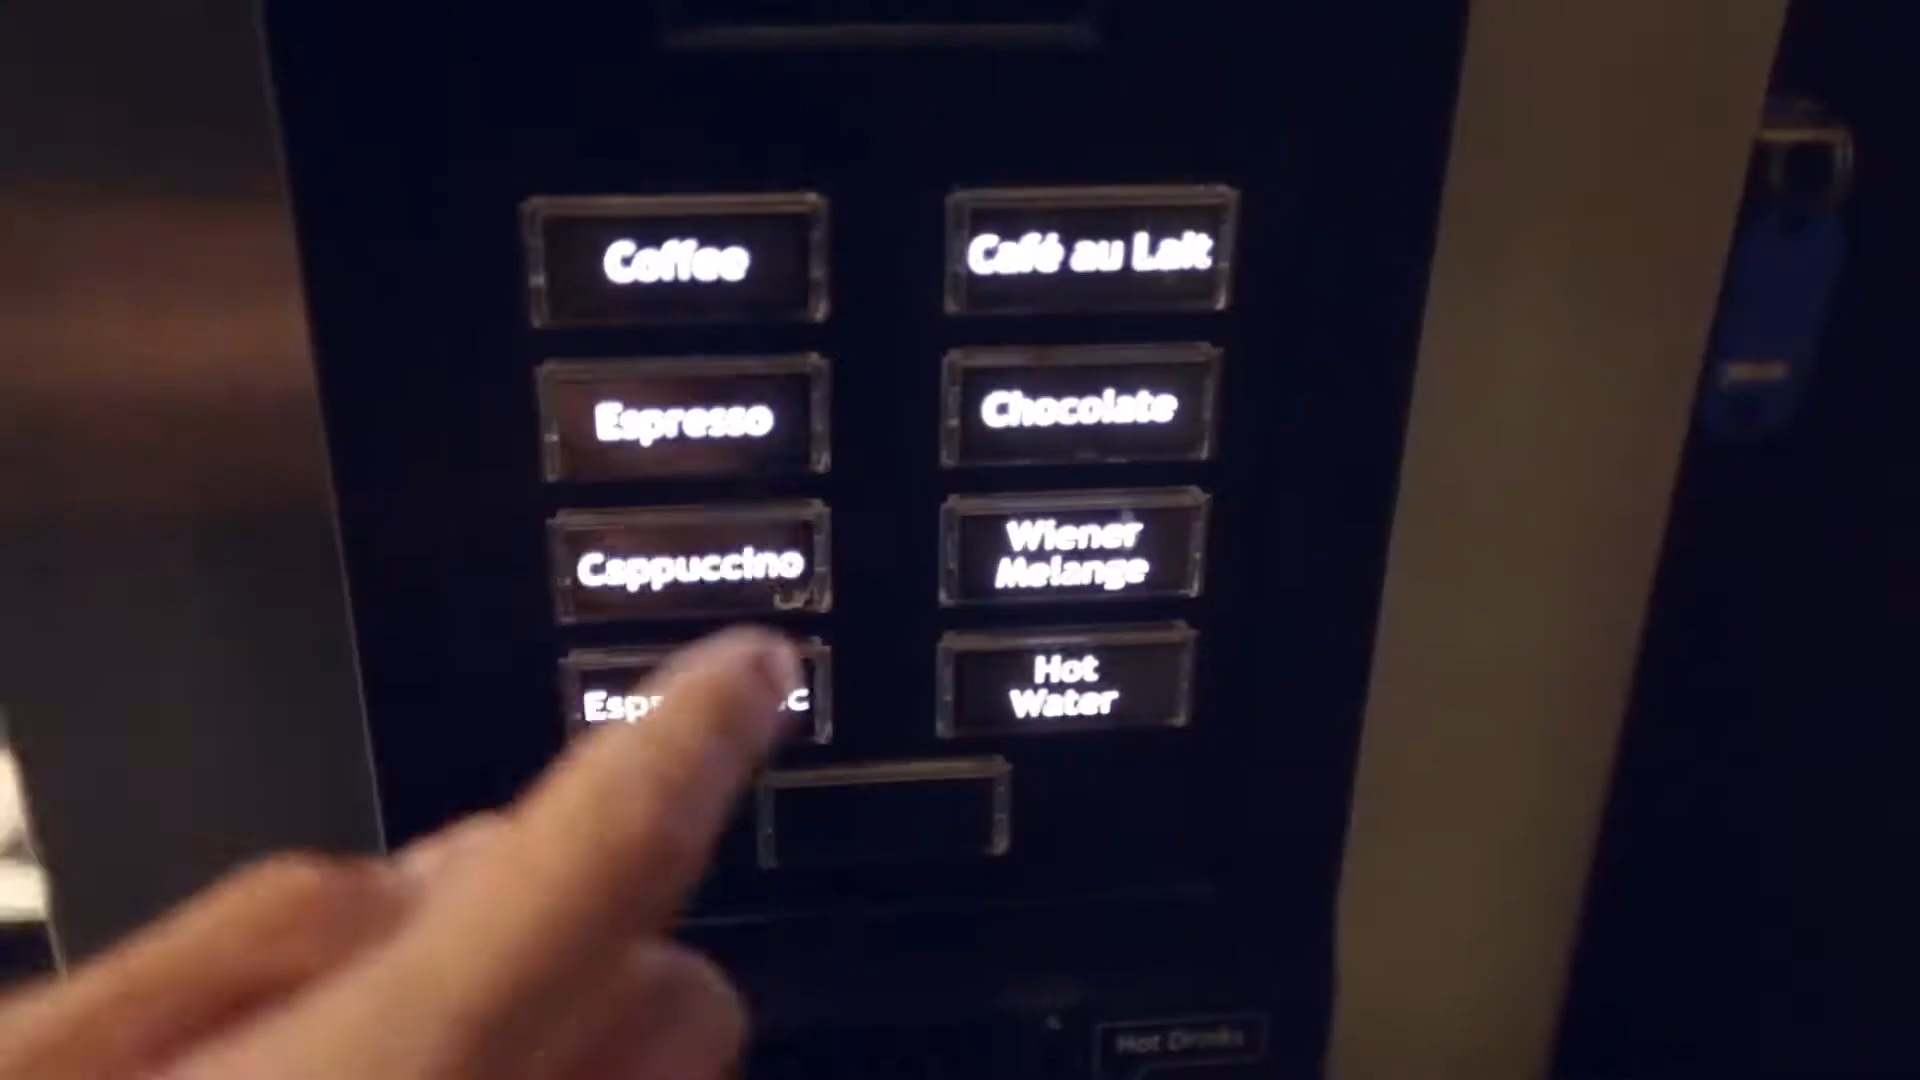 Coffee
Café au Lait
Espresso
Chocolate
Cappuccino
Wiener
Melange
Hot
Water
Hot Drinks